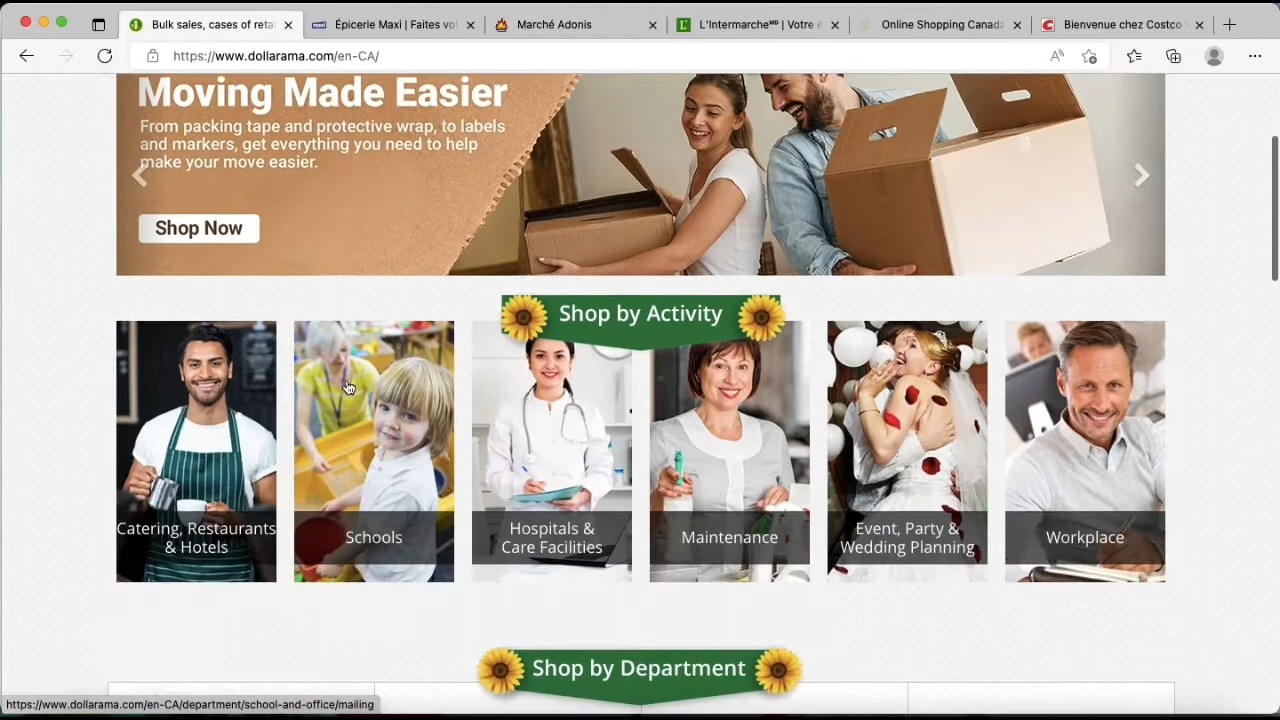 Bulk sales, cases of reta
Épicerie Maxi | Faites vot
Marché Adonis
L'Intermarcheᴹᴰ | Votre é
Online Shopping Canada
Bienvenue chez Costco
https://www.dollarama.com/en-CA/
Moving Made Easier
From packing tape and protective wrap, to labels
and markers, get everything you need to help
make your move easier.
Shop Now
Shop by Activity
Catering, Restaurants
& Hotels
Schools
Hospitals &
Care Facilities
Maintenance
Event, Party &
Wedding Planning
Workplace
Shop by Department
https://www.dollarama.com/en-CA/department/school-and-office/mailing